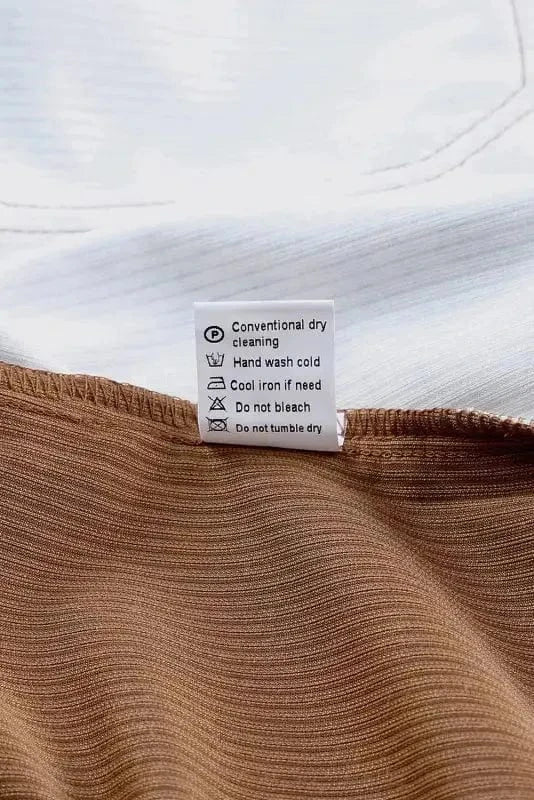 P
Conventional dry
cleaning
Hand wash cold
Cool iron if need
Do not bleach
Do not tumble dry